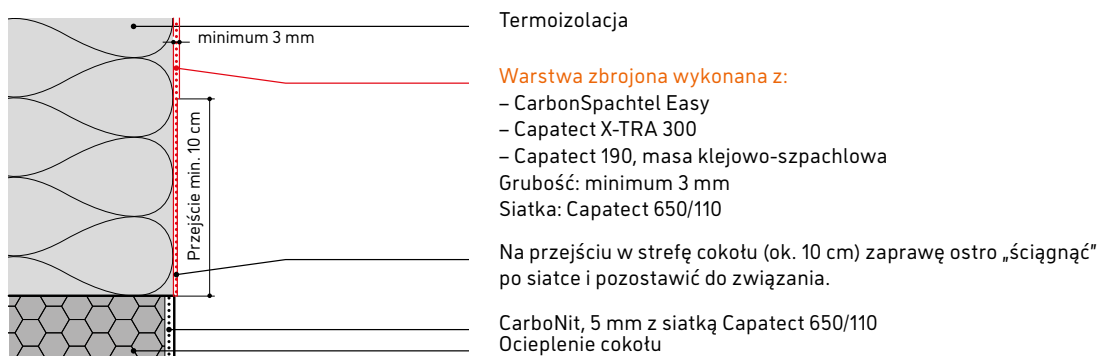 Termoizolacja
minimum 3 mm
Warstwa zbrojona wykonana z:
– CarbonSpachtel Easy
– Capatect X-TRA 300
– Capatect 190, masa klejowo-szpachlowa
Grubość: minimum 3 mm
Siatka: Capatect 650/110
Przejście min. 10 cm
Na przejściu w strefę cokołu (ok. 10 cm) zaprawę ostro „ściągnąć”
po siatce i pozostawić do związania.
CarboNit, 5 mm z siatką Capatect 650/110
Ocieplenie cokołu